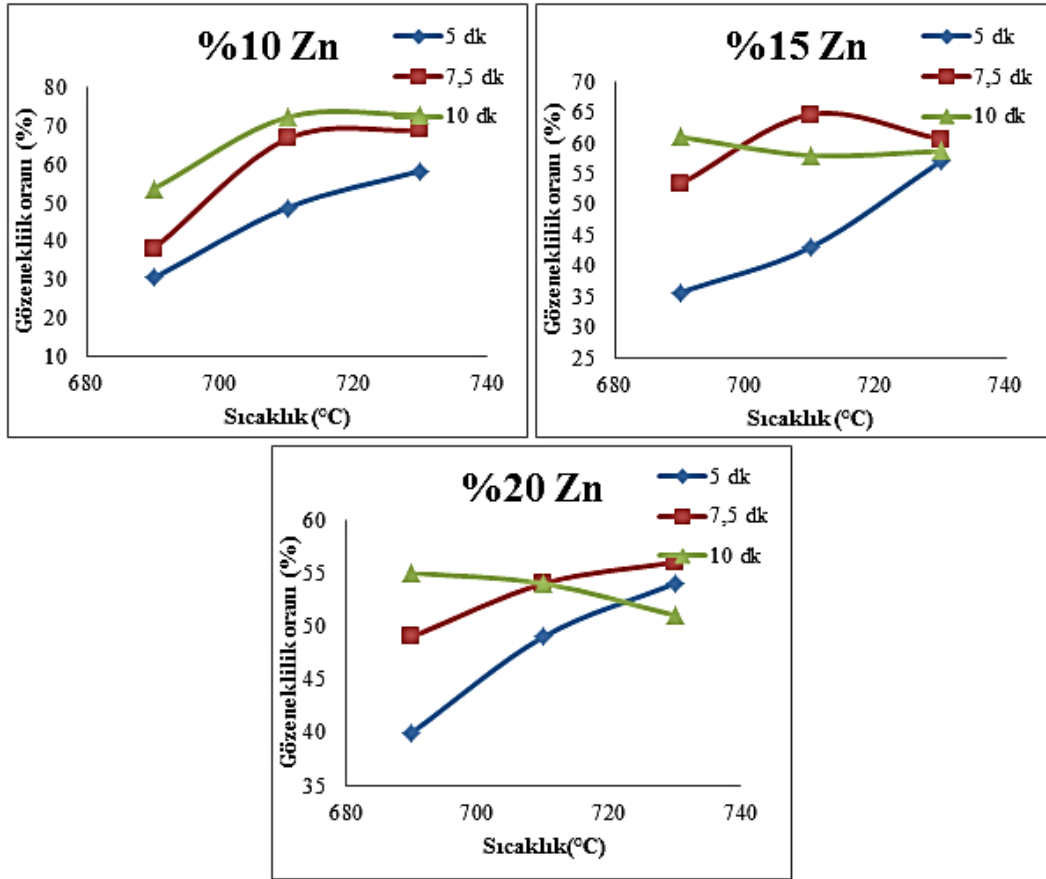 %10 Zn
5 dk
7,5 dk
10 dk
Gözeneklilik oranı (%)
80
70
60
50
40
30
20
10
680
700
720
740
Sıcaklık (°C)
%15 Zn
5 dk
7,5 dk
10 dk
Gözeneklilik oranı (%)
70
65
60
55
50
45
40
35
30
25
680
700
720
740
Sıcaklık (°C)
%20 Zn
5 dk
7,5 dk
10 dk
Gözeneklilik oranı (%)
60
55
50
45
40
35
680
700
720
740
Sıcaklık(°C)